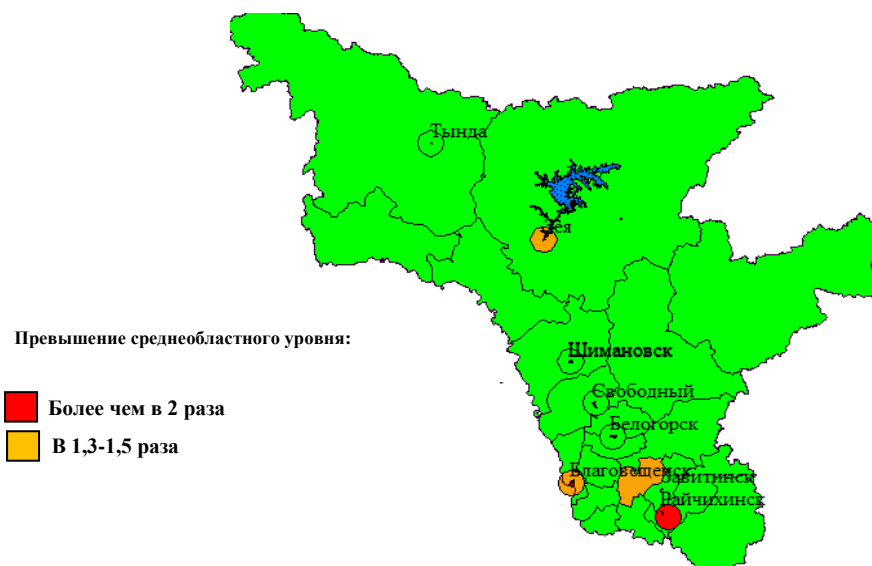 Тында
Зея
Шимановск
Свободный
Белогорск
Благовещенск
Завитинск
Райчихинск
Превышение среднеобластного уровня:
Более чем в 2 раза
В 1,3-1,5 раза